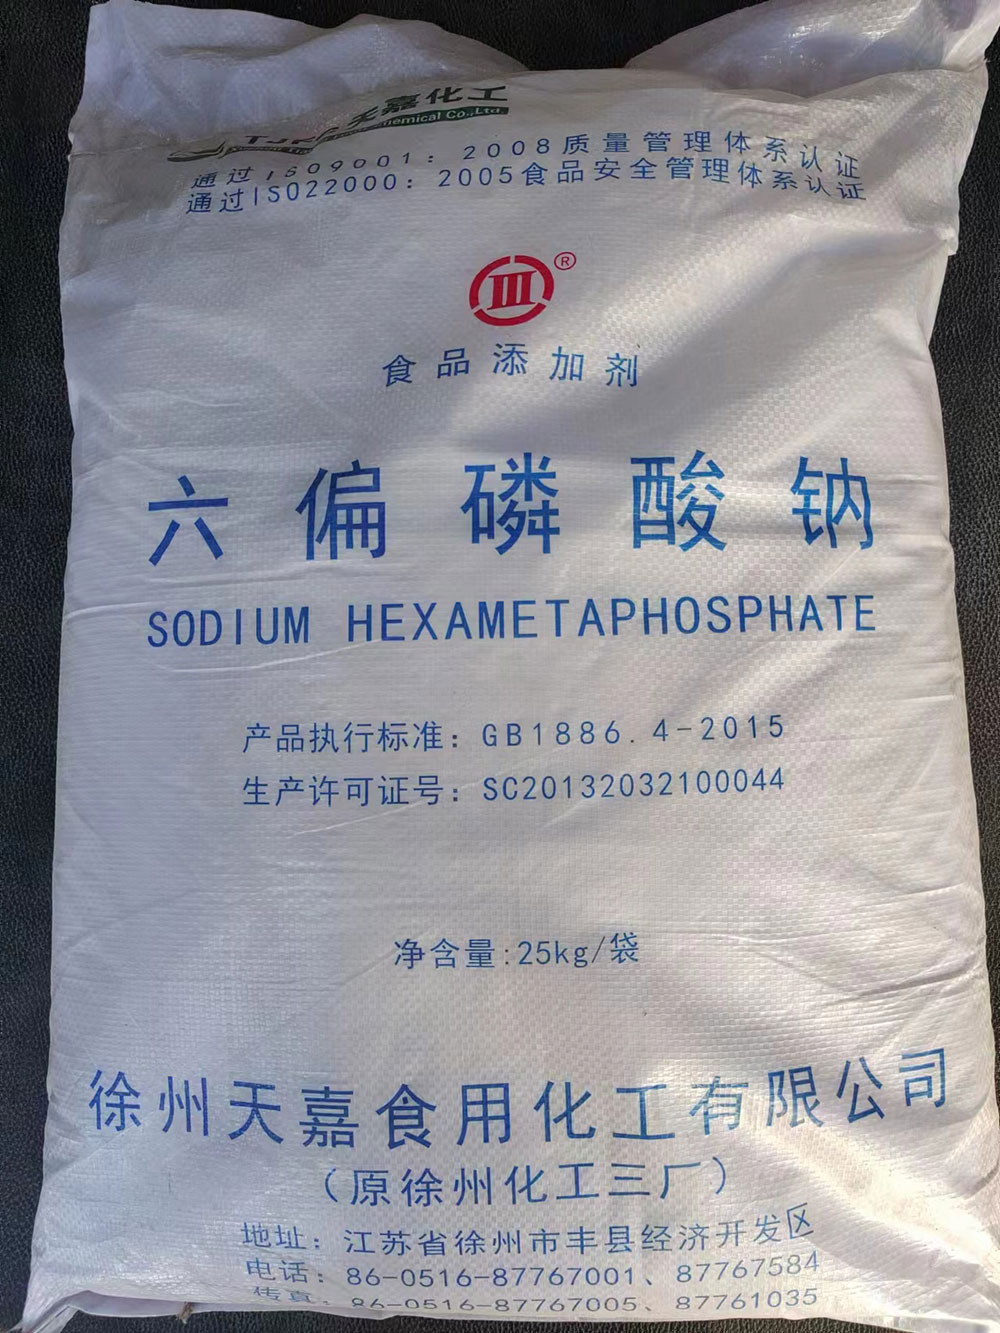 天嘉化工
Chemical Co.,Ltd.
通过ISO9001：2008质量管理体系认证
通过ISO22000：2005食品安全管理体系认证
III ®
食品添加剂
六偏磷酸钠
SODIUM HEXAMETAPHOSPHATE
产品执行标准：GB1886.4-2015
生产许可证号：SC20132032100044
净含量:25kg/袋
徐州天嘉食用化工有限公司
（原徐州化工三厂）
地址：江苏省徐州市丰县经济开发区
电话：86-0516-87767001、87767584
传真：86-0516-87767005、87761035